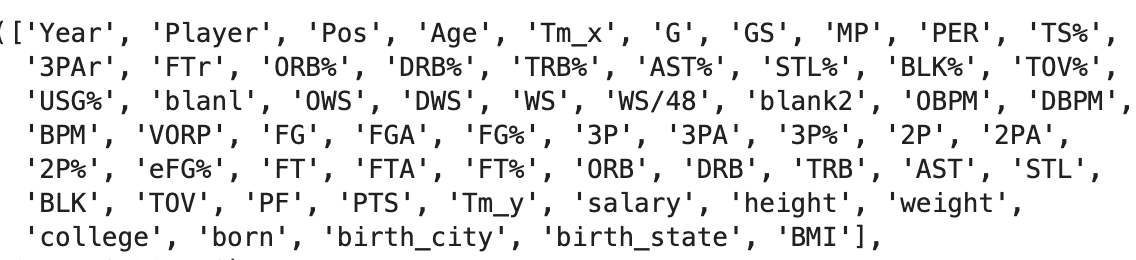 (['Year', 'Player', 'Pos', 'Age', 'Tm_x', 'G', 'GS', 'MP', 'PER', 'TS%',
'3PAr', 'FTr', 'ORB%', 'DRB%', 'TRB%', 'AST%', 'STL%', 'BLK%', 'TOV%',
'USG%', 'blanl', 'OWS', 'DWS', 'WS', 'WS/48', 'blank2', 'OBPM', 'DBPM',
'BPM', 'VORP', 'FG', 'FGA', 'FG%', '3P', '3PA', '3P%', '2P', '2PA',
'2P%', 'eFG%', 'FT', 'FTA', 'FT%', 'ORB', 'DRB', 'TRB', 'AST', 'STL',
'BLK', 'TOV', 'PF', 'PTS', 'Tm_y', 'salary', 'height', 'weight',
'college', 'born', 'birth_city', 'birth_state', 'BMI'],